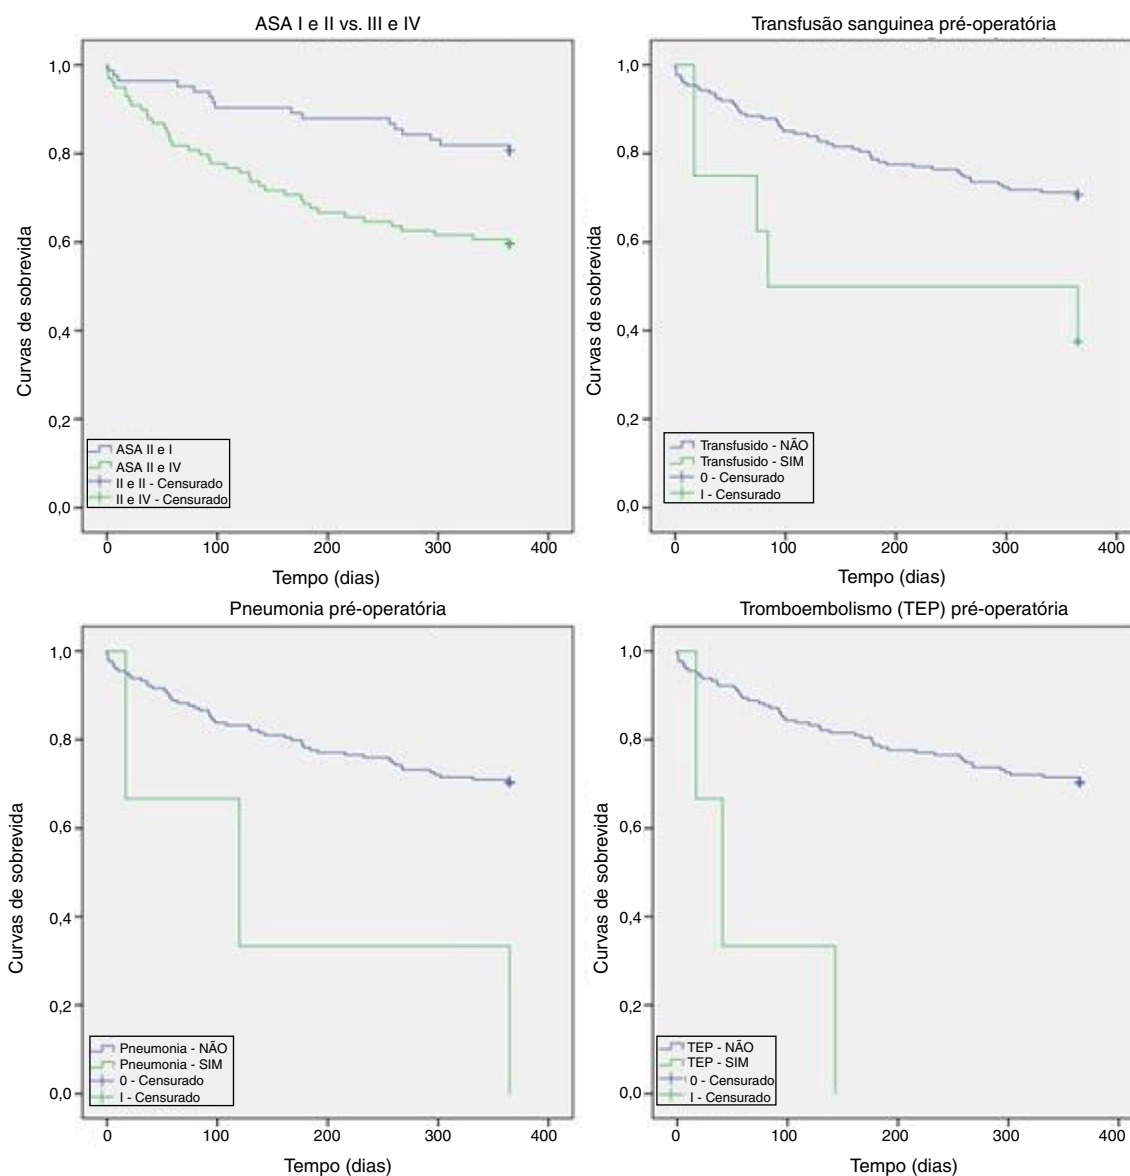 ASA I e II vs. III e IV
1,0
0,8
0,6
0,4
0,2
0,0
Curvas de sobrevida
ASA II e I
ASA II e IV
II e II - Censurado
II e IV - Censurado
0 100 200 300 400
Tempo (dias)
Transfusão sanguinea pré-operatória
1,0
0,8
0,6
0,4
0,2
0,0
Curvas de sobrevida
Transfusido - NÃO
Transfusido - SIM
0 - Censurado
I - Censurado
0 100 200 300 400
Tempo (dias)
Pneumonia pré-operatória
1,0
0,8
0,6
0,4
0,2
0,0
Curvas de sobrevida
Pneumonia - NÃO
Pneumonia - SIM
0 - Censurado
I - Censurado
0 100 200 300 400
Tempo (dias)
Tromboembolismo (TEP) pré-operatória
1,0
0,8
0,6
0,4
0,2
0,0
Curvas de sobrevida
TEP - NÃO
TEP - SIM
0 - Censurado
I - Censurado
0 100 200 300 400
Tempo (dias)